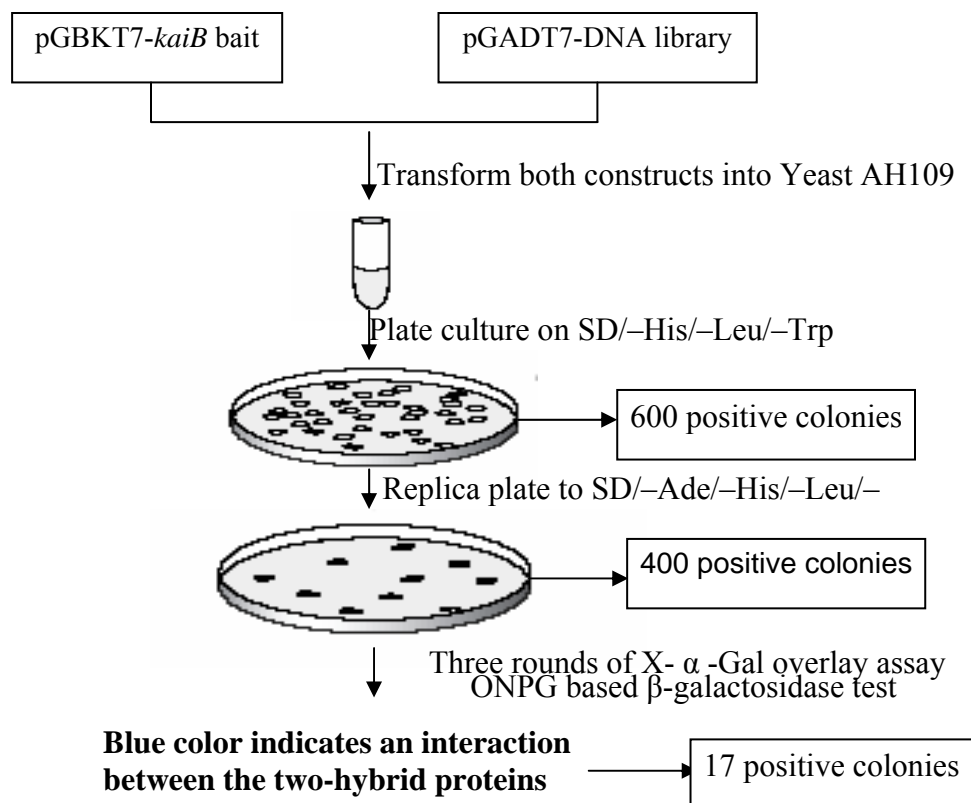 pGBKT7-kaiB bait
pGADT7-DNA library
Transform both constructs into Yeast AH109
Plate culture on SD/–His/–Leu/–Trp
600 positive colonies
Replica plate to SD/–Ade/–His/–Leu/–
400 positive colonies
Three rounds of X- α -Gal overlay assay
ONPG based β-galactosidase test
Blue color indicates an interaction
between the two-hybrid proteins
17 positive colonies